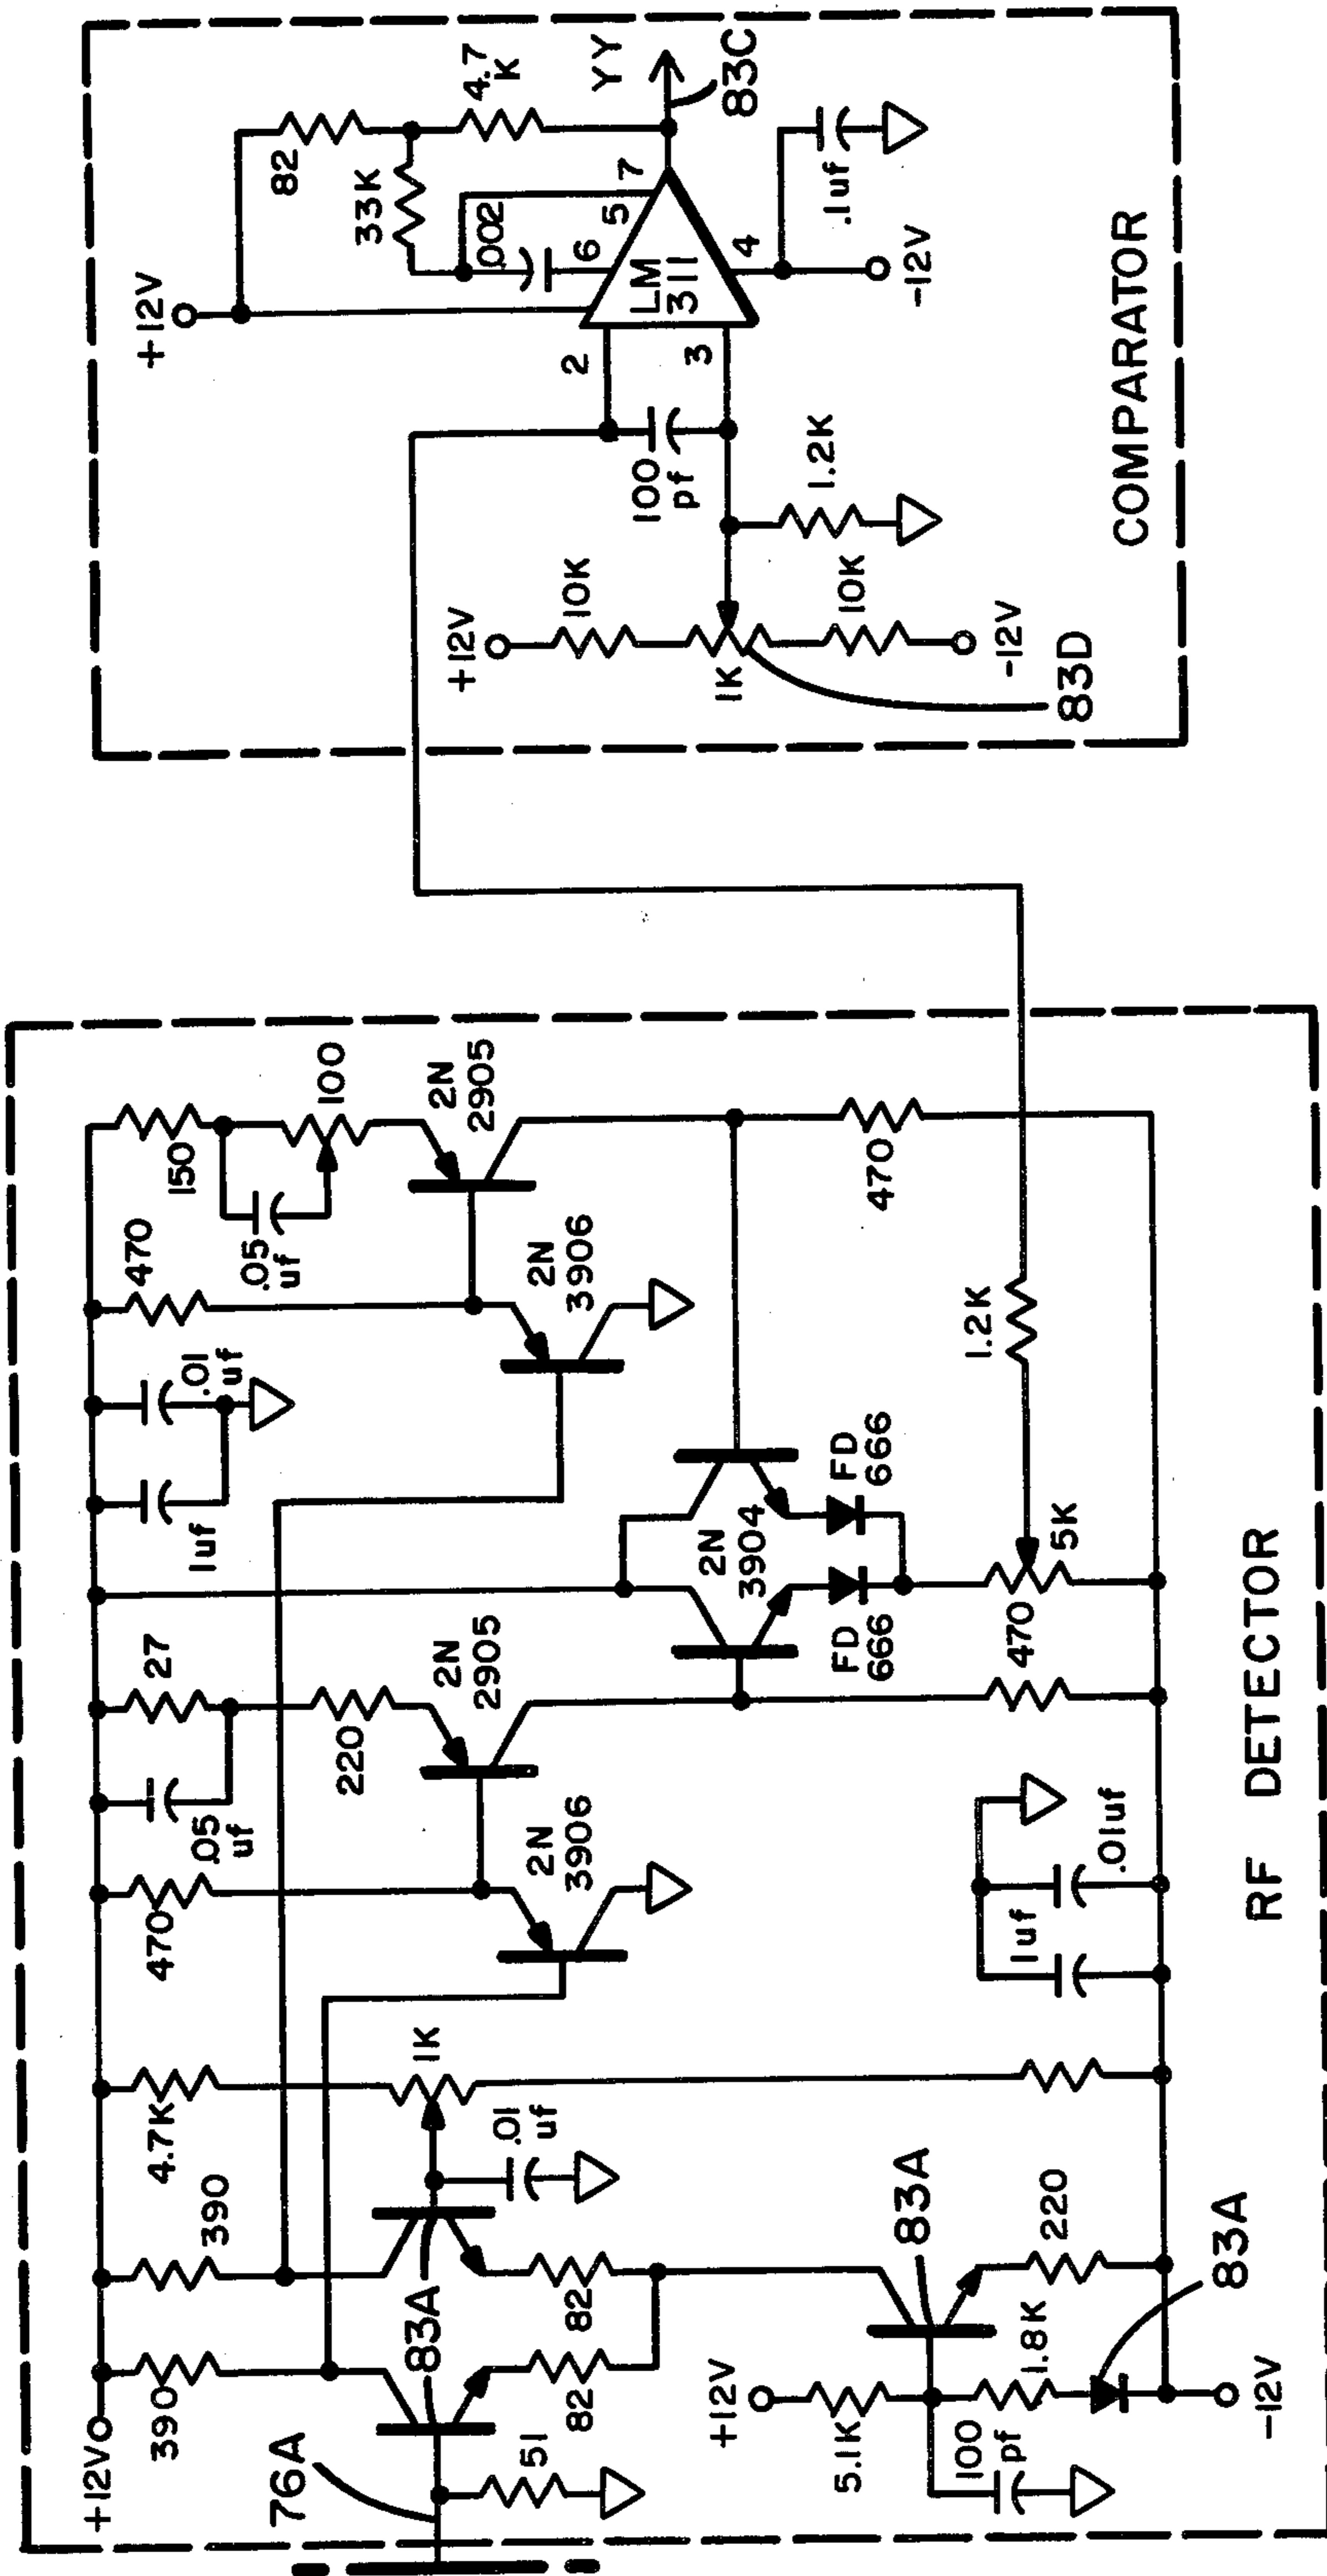 +12V
390
390
4.7K
470
.05
uf
27
1uf
.01
uf
470
150
.05
uf
100
220
2N
2905
2N
2905
2N
3906
2N
3906
76A
51
83A
82
82
.01
uf
1K
2N
3904
FD
666
FD
666
470
5K
1.2K
470
+12V
5.1K
100
pf
1.8K
83A
220
83A
-12V
1uf
.01uf
RF DETECTOR
+12V
82
4.7
K
33K
.002
YY
83C
2
3
6
5
7
4
LM
311
.1uf
-12V
100
pf
1.2K
+12V
10K
1K
10K
-12V
83D
COMPARATOR